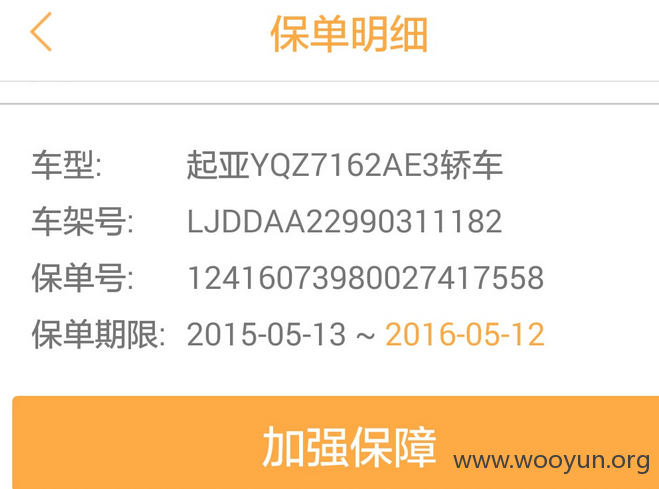 保单明细
车型: 起亚YQZ7162AE3轿车
车架号: LJDDAA22990311182
保单号: 12416073980027417558
保单期限: 2015-05-13 ~ 2016-05-12
加强保障
www.wooyun.org